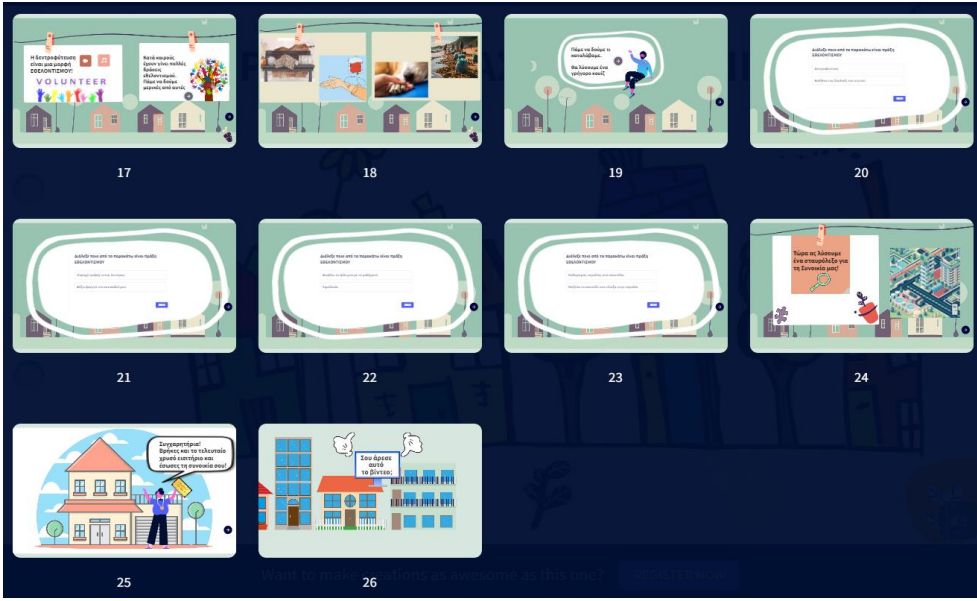 Η δεντροφύτευση
είναι μια μορφή
ΕΘΕΛΟΝΤΙΣΜΟΥ!
VOLUNTEER
Κατά καιρούς
έχουν γίνει πολλές
δράσεις
εθελοντισμού.
Πάμε να δούμε
μερικές από αυτές
17
18
Πάμε να δούμε τι
καταλάβαμε.
Θα λύσουμε ένα
γρήγορο κουίζ
19
Διάλεξε ποιο από τα παρακάτω είναι πράξη
ΕΘΕΛΟΝΤΙΣΜΟΥ
20
Διάλεξε ποιο από τα παρακάτω είναι πράξη
ΕΘΕΛΟΝΤΙΣΜΟΥ
21
Διάλεξε ποιο από τα παρακάτω είναι πράξη
ΕΘΕΛΟΝΤΙΣΜΟΥ
22
Διάλεξε ποιο από τα παρακάτω είναι πράξη
ΕΘΕΛΟΝΤΙΣΜΟΥ
23
Τώρα ας λύσουμε
ένα σταυρόλεξο για
τη Συνοικία μας!
24
Συγχαρητήρια!
Βρήκες και το τελευταίο
χρυσό εισιτήριο και
έσωσες τη συνοικία σου!
25
Σου άρεσε
αυτό
το βίντεο;
26
Want to make creations as awesome as this one?
REGISTER NOW